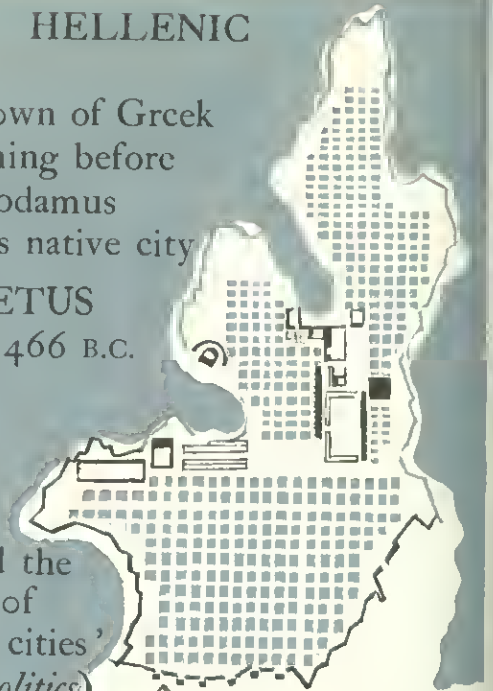 HELLENIC
own of Greek
ning before
odamus
s native city
ETUS
466 B.C.
the
of
cities'
olitics)